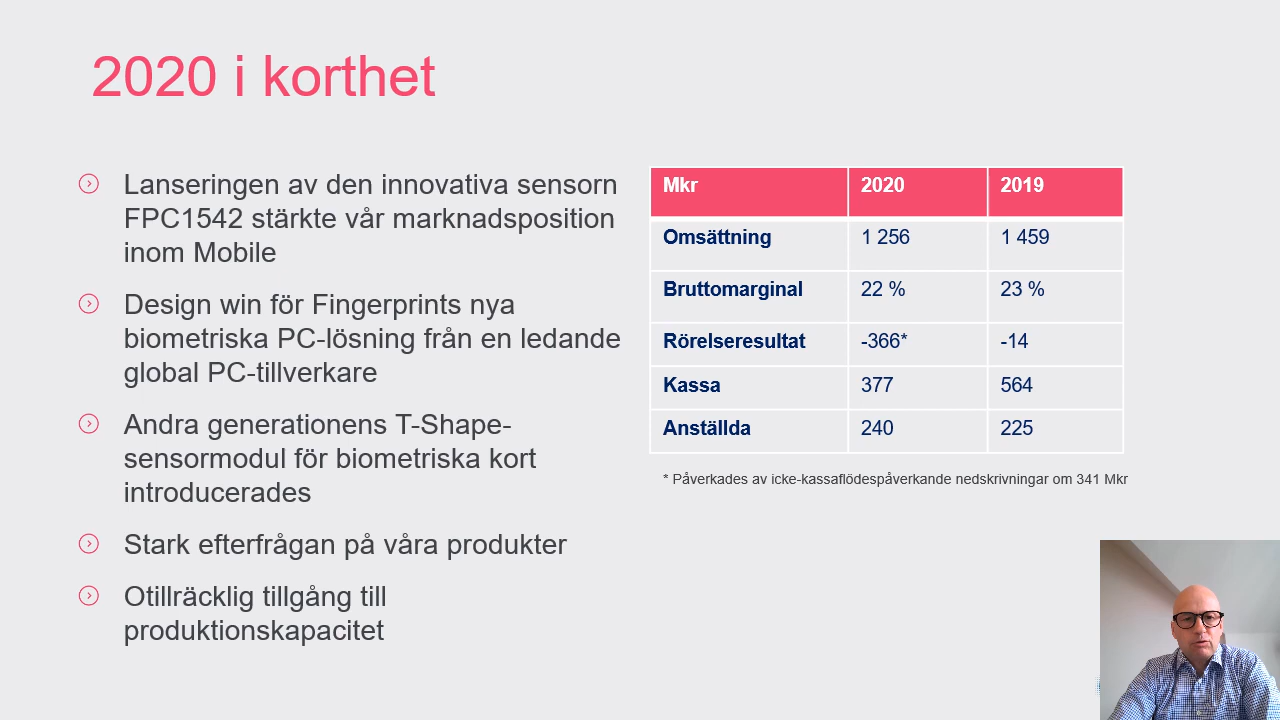 2020 i korthet
Lanseringen av den innovativa sensorn
FPC1542 stärkte vår marknadsposition
inom Mobile
Design win för Fingerprints nya
biometriska PC-lösning från en ledande
global PC-tillverkare
Andra generationens T-Shape-
sensormodul för biometriska kort
introducerades
Stark efterfrågan på våra produkter
Otillräcklig tillgång till
produktionskapacitet
Mkr 2020 2019
Omsättning 1 256 1 459
Bruttomarginal 22 % 23 %
Rörelseresultat -366* -14
Kassa 377 564
Anställda 240 225
* Påverkades av icke-kassaflödespåverkande nedskrivningar om 341 Mkr